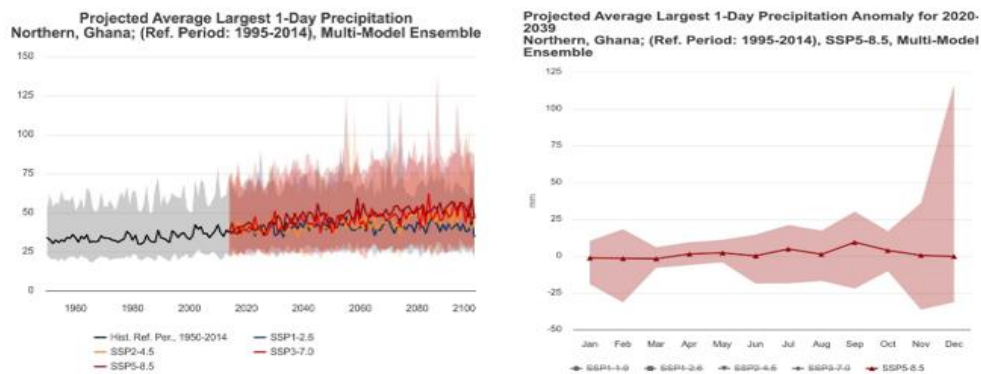 Projected Average Largest 1-Day Precipitation
Northern, Ghana; (Ref. Period: 1995-2014), Multi-Model Ensemble
150
125
100
75
50
25
0
1960
1980
2000
2020
2040
2060
2080
2100
Hist. Ref. Per., 1950-2014
SSP1-2.6
SSP2-4.5
SSP3-7.0
SSP5-8.5
Projected Average Largest 1-Day Precipitation Anomaly for 2020-
2039
Northern, Ghana; (Ref. Period: 1995-2014), SSP5-8.5, Multi-Model
Ensemble
125
100
75
50
25
0
-25
-50
mm
Jan
Feb
Mar
Apr
May
Jun
Jul
Aug
Sep
Oct
Nov
Dec
SSP1-1.9
SSP1-2.6
SSP2-4.5
SSP3-7.0
SSP5-8.5